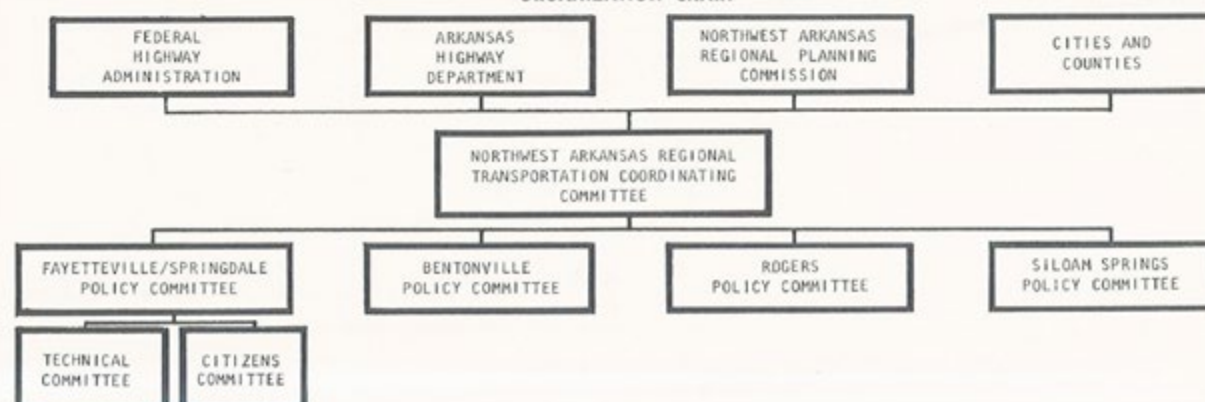 FEDERAL
HIGHWAY
ADMINISTRATION
ARKANSAS
HIGHWAY
DEPARTMENT
NORTHWEST ARKANSAS
REGIONAL PLANNING
COMMISSION
CITIES AND
COUNTIES
NORTHWEST ARKANSAS REGIONAL
TRANSPORTATION COORDINATING
COMMITTEE
FAYETTEVILLE/SPRINGDALE
POLICY COMMITTEE
BENTONVILLE
POLICY COMMITTEE
ROGERS
POLICY COMMITTEE
SILOAM SPRINGS
POLICY COMMITTEE
TECHNICAL
COMMITTEE
CITIZENS
COMMITTEE